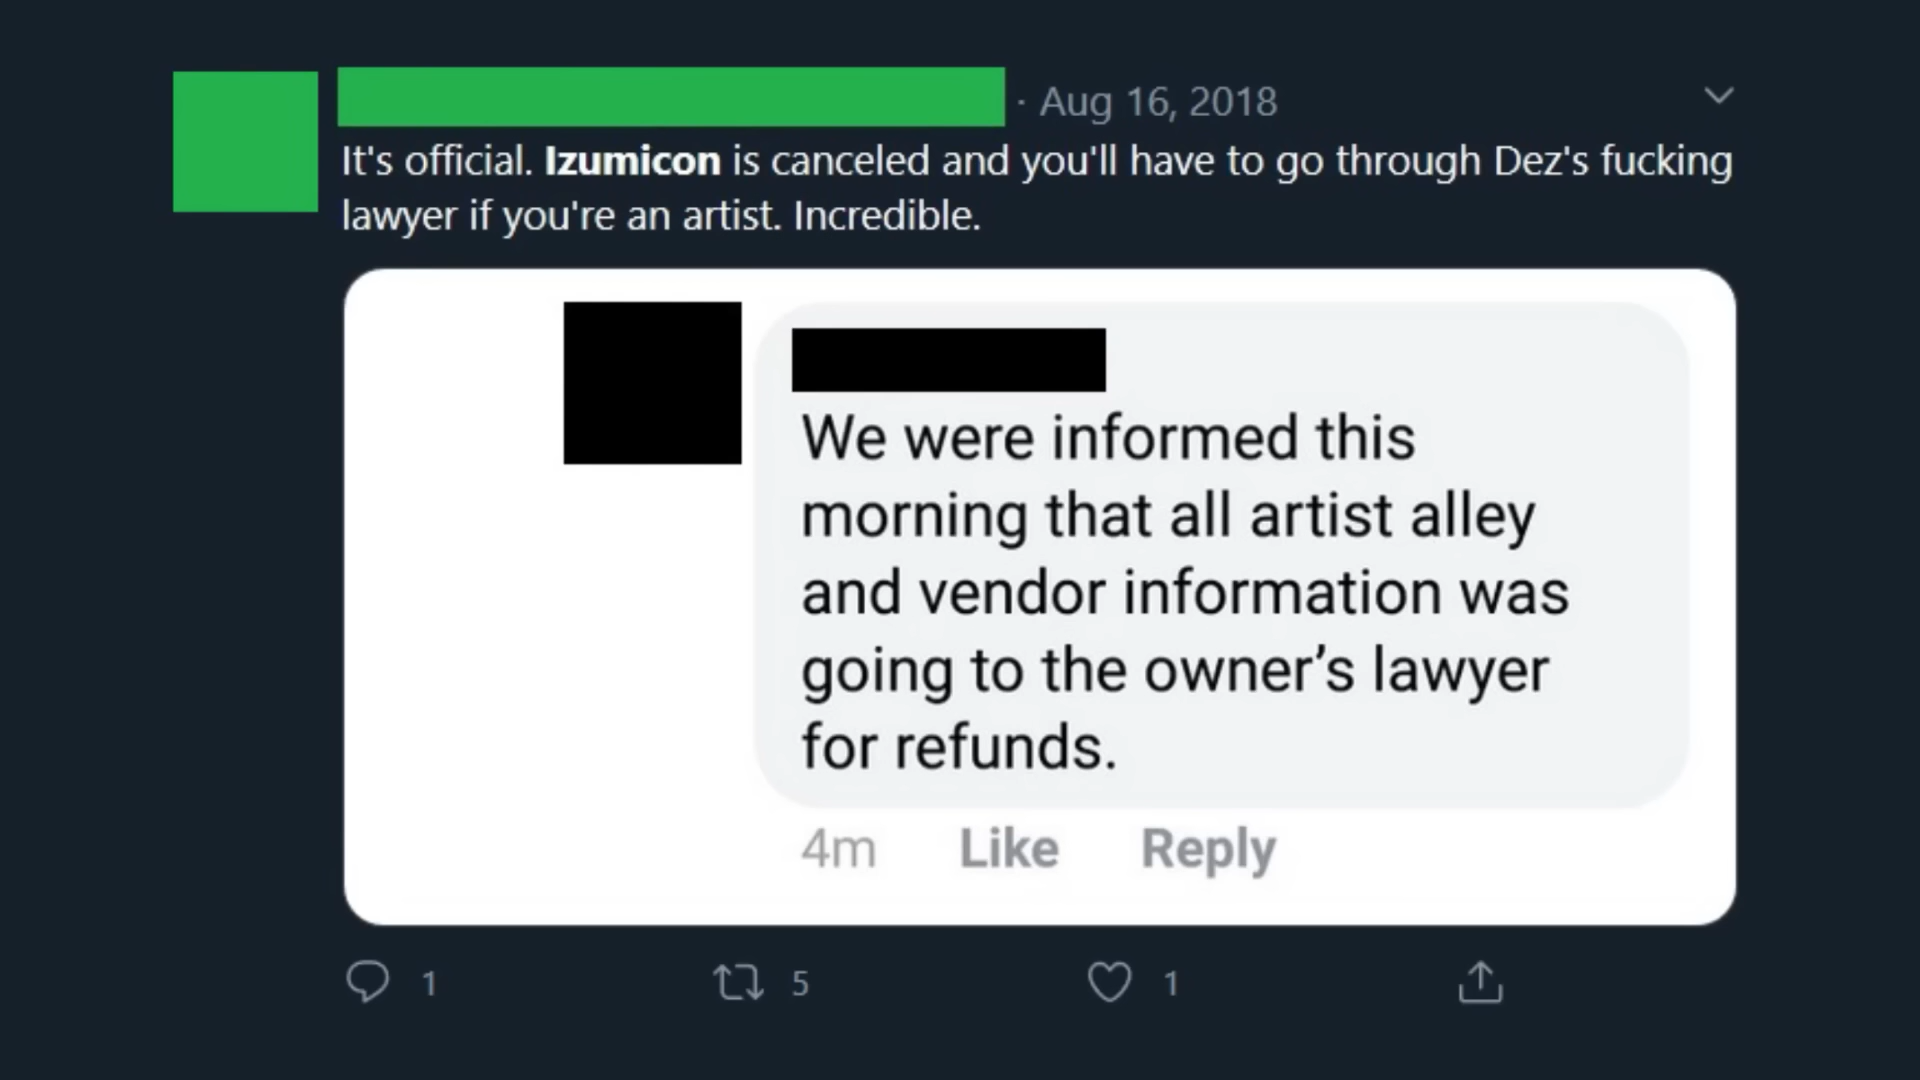 · Aug 16, 2018
It's official. Izumicon is canceled and you'll have to go through Dez's fucking
lawyer if you're an artist. Incredible.
We were informed this
morning that all artist alley
and vendor information was
going to the owner’s lawyer
for refunds.
4m Like Reply
1 5 1